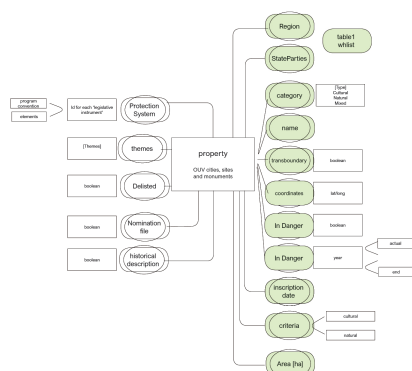 Region
table1
whlist
StateParties
category
[Type]
Cultural
Natural
Mixed
name
transboundary
boolean
coordinates
lat/long
In Danger
boolean
In Danger
year
arrival
end
inscription
date
criteria
cultural
natural
Area [ha]
property
OUV cities, sites
and monuments
Protection
System
Id for each "legislative
instrument"
program
convention
elements
themes
[Themes]
Delisted
boolean
Nomination
file
boolean
historical
description
boolean